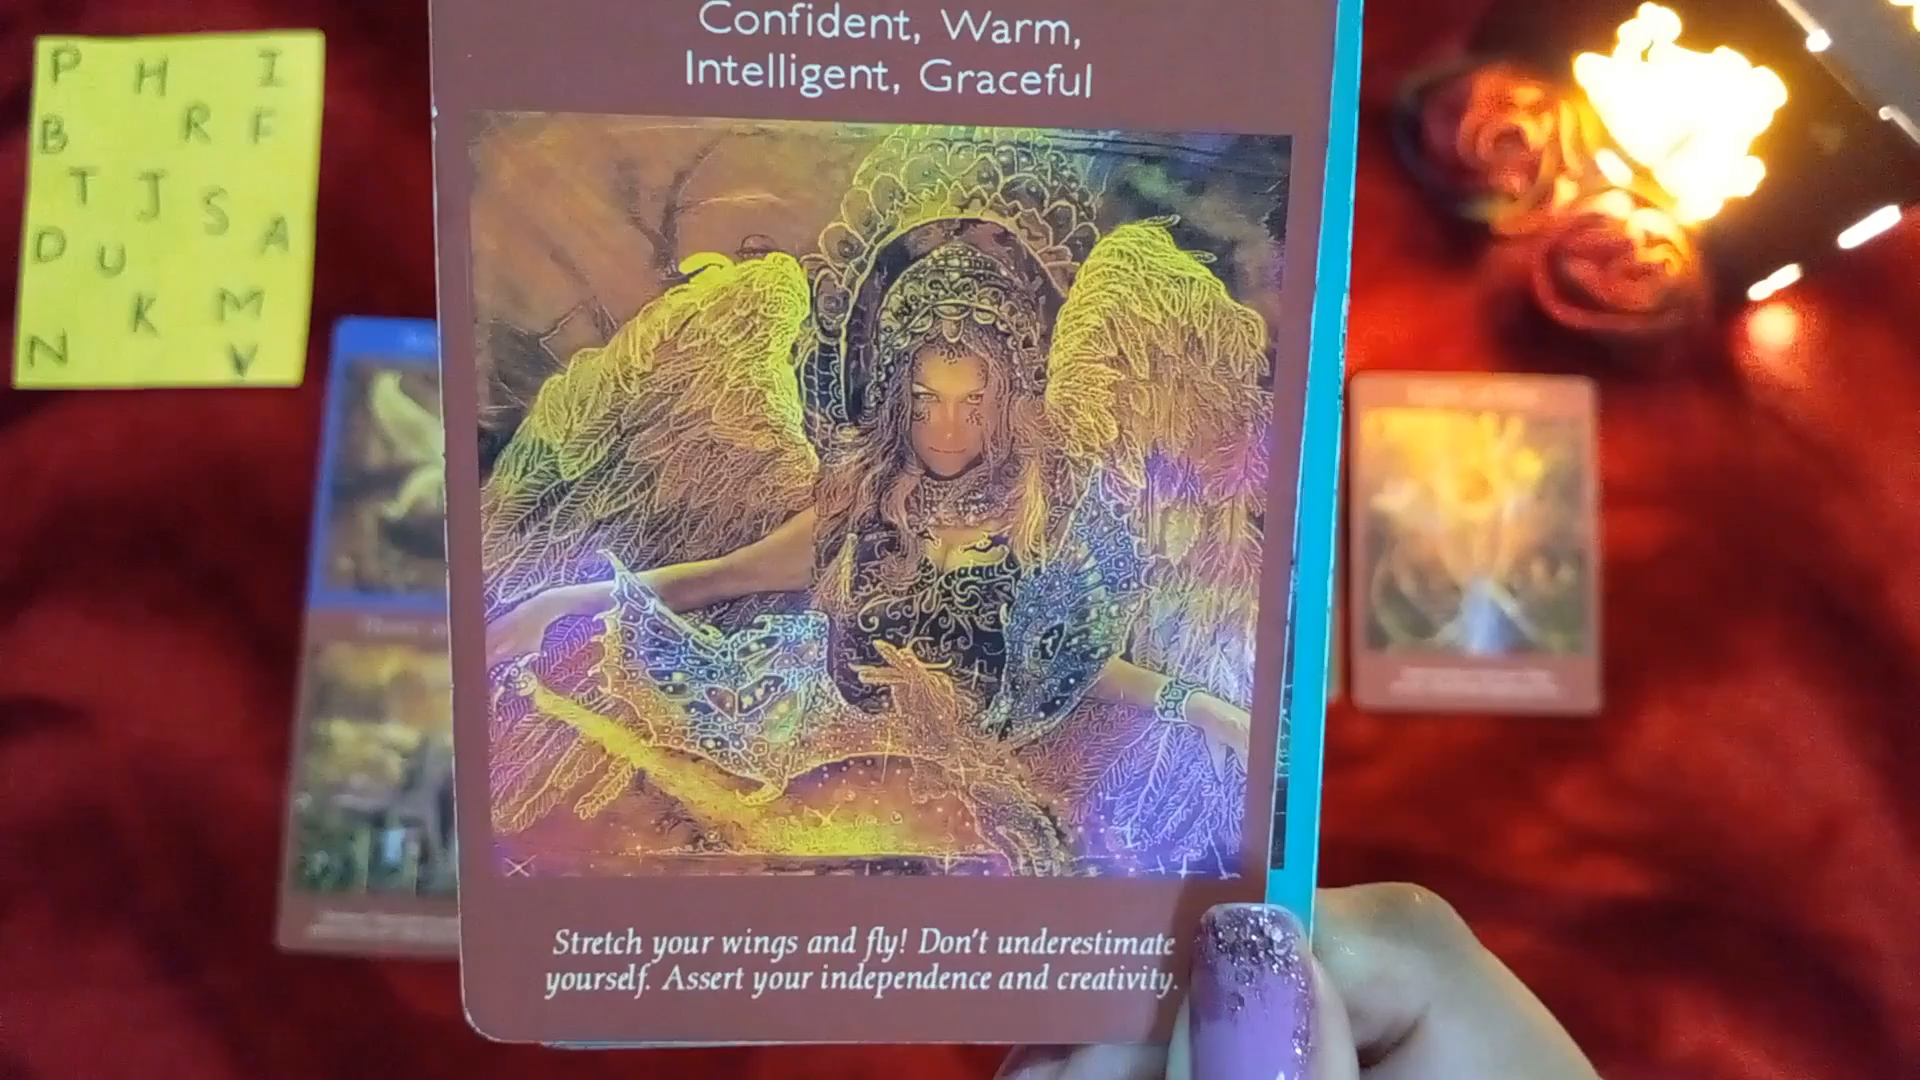 P H I
B R F
T J S
D U A
K M
N V
Confident, Warm,
Intelligent, Graceful
Stretch your wings and fly! Don't underestimate
yourself. Assert your independence and creativity.